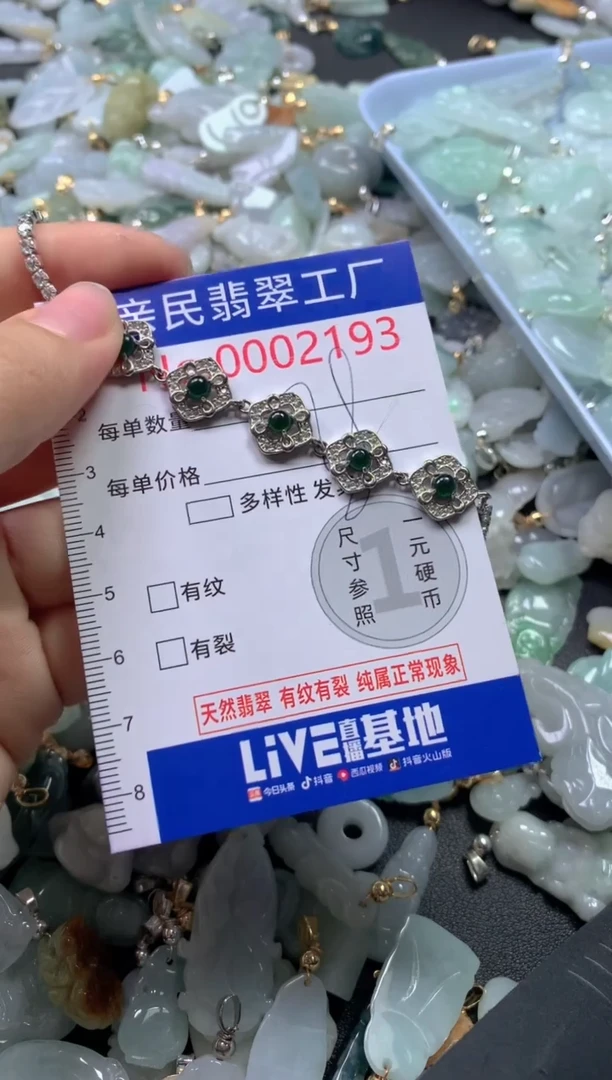 亲民翡翠工厂
No.0002193
每单数量
每单价格
多样性 发
3
4
5
6
7
8
有纹
有裂
尺寸参照
1
一元硬币
天然翡翠 有纹有裂 纯属正常现象
LiVE直播基地
今日头条 抖音 西瓜视频 抖音火山版